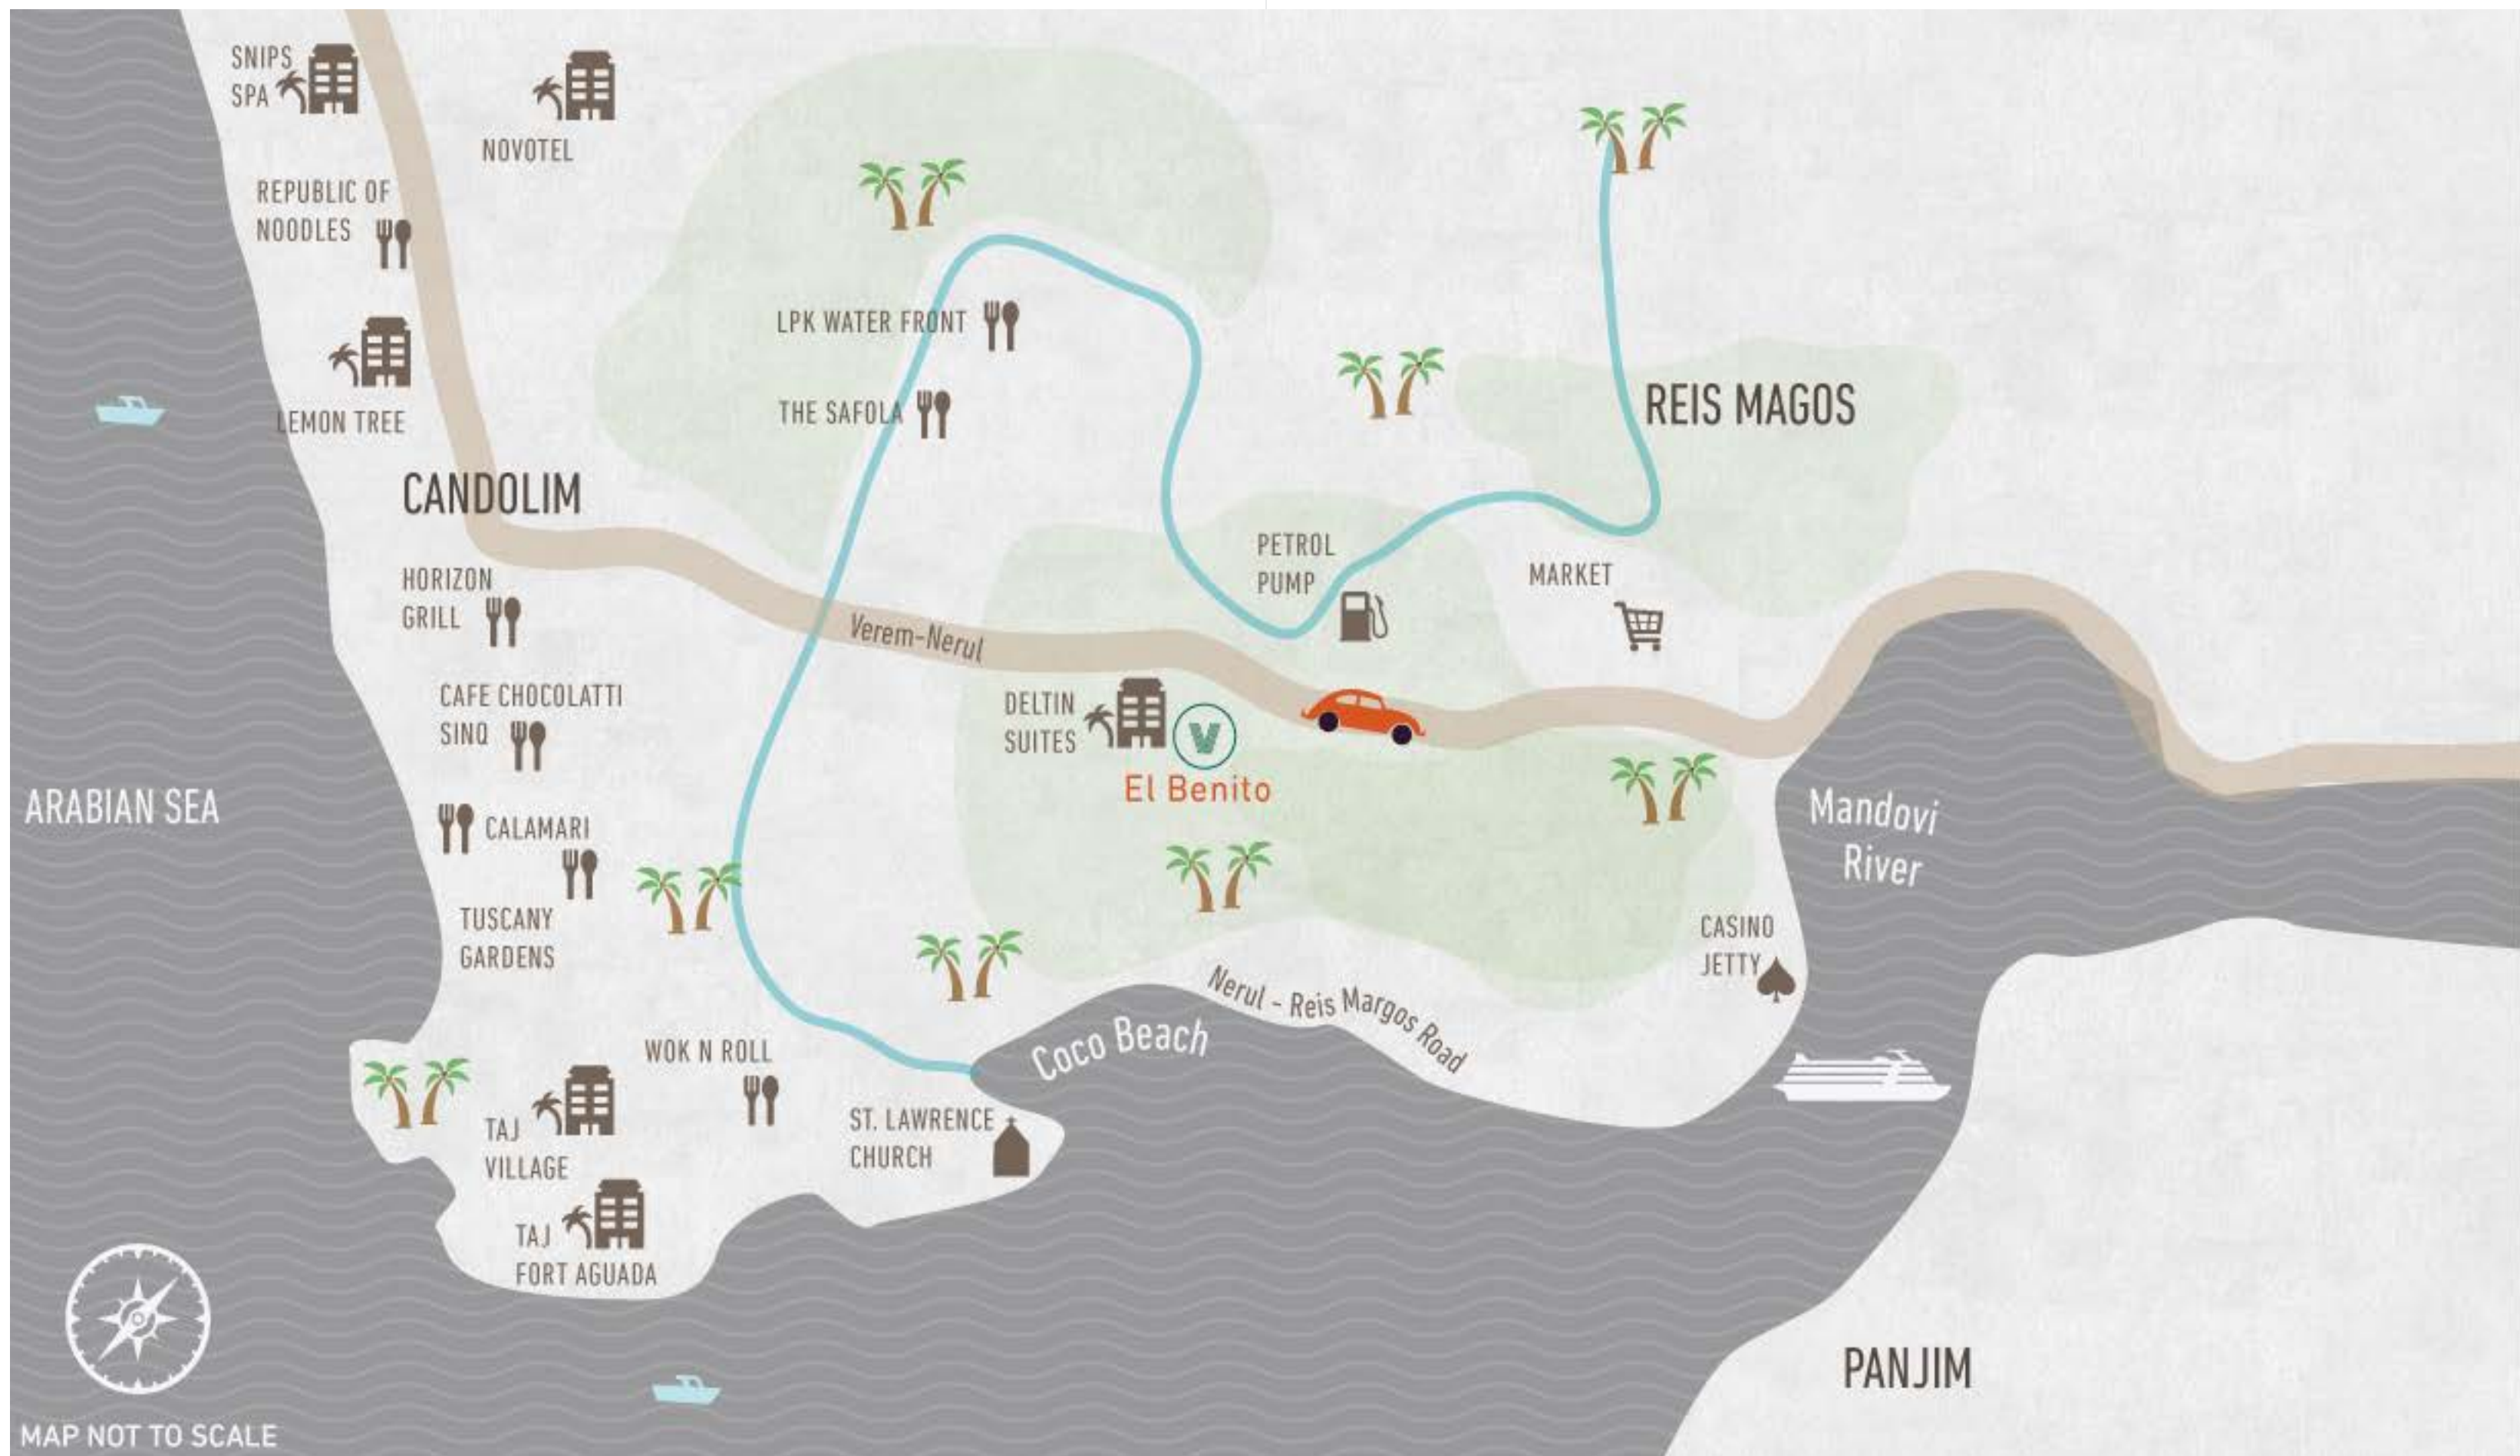 SNIPS
SPA
NOVOTEL
REPUBLIC OF
NOODLES
LPK WATER FRONT
THE SAFOLA
LEMON TREE
REIS MAGOS
CANDOLIM
PETROL
PUMP
MARKET
HORIZON
GRILL
Verem-Nerul
CAFE CHOCOLATTI
SINQ
DELTIN
SUITES
V
El Benito
ARABIAN SEA
Mandovi
River
CALAMARI
TUSCANY
GARDENS
CASINO
JETTY
Nerul - Reis Margos Road
Coco Beach
WOK N ROLL
ST. LAWRENCE
CHURCH
TAJ
VILLAGE
TAJ
FORT AGUADA
PANJIM
MAP NOT TO SCALE